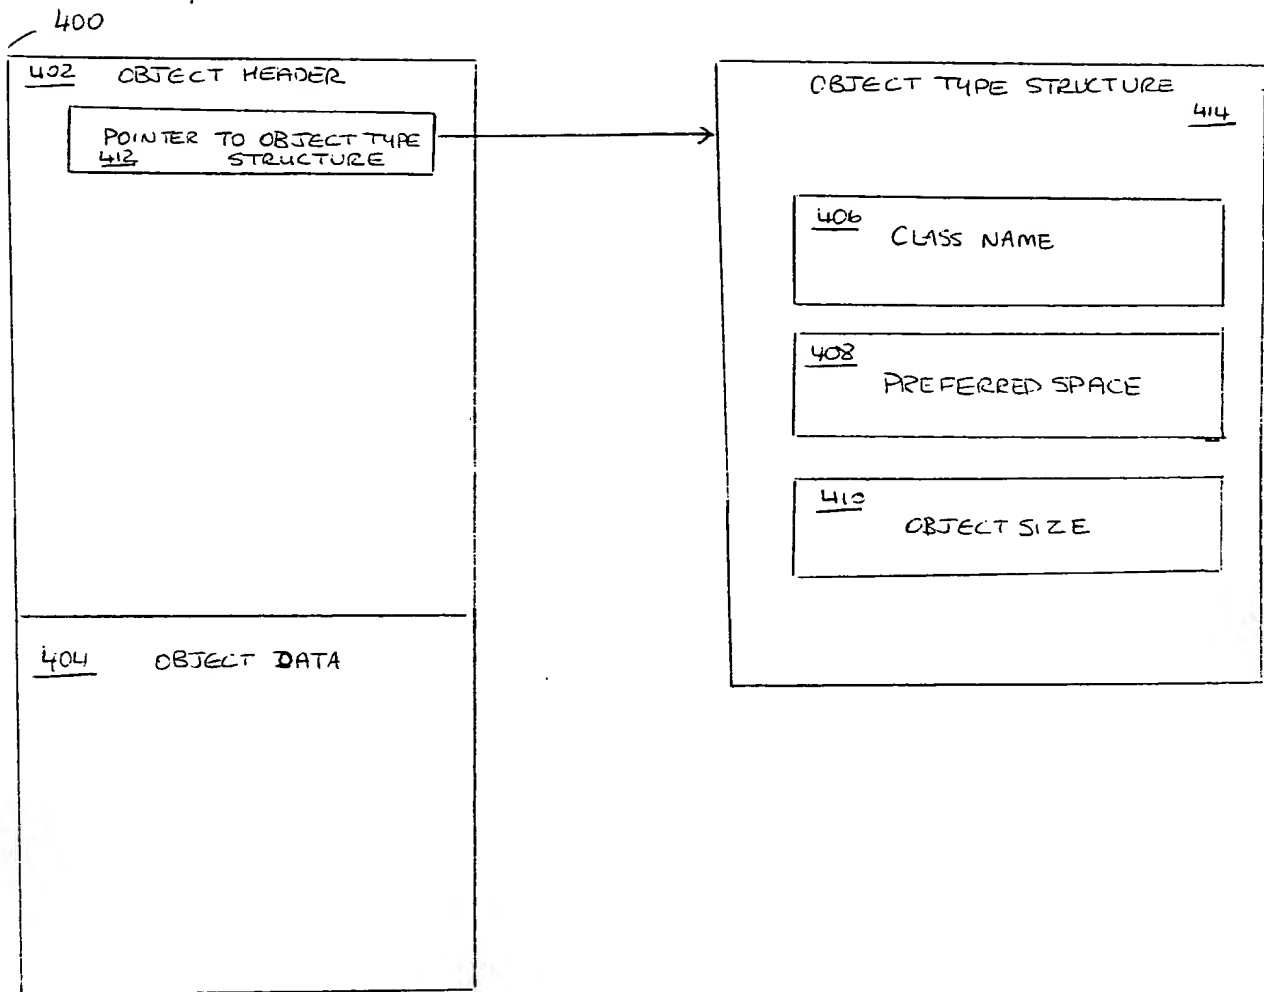 400
402 OBJECT HEADER
POINTER TO OBJECT TYPE
412 STRUCTURE
404 OBJECT DATA
OBJECT TYPE STRUCTURE
414
406
CLASS NAME
408
PREFERRED SPACE
410
OBJECT SIZE